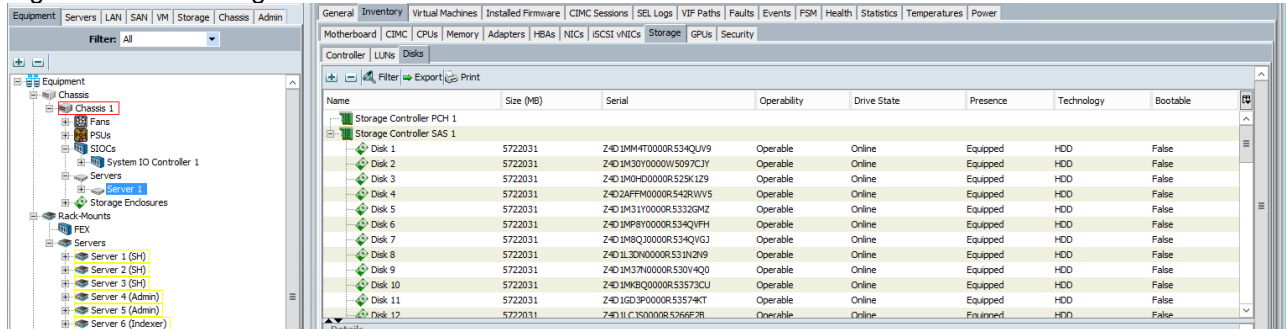 Equipment Servers LAN SAN VM Storage Chassis Admin
Filter: All
Equipment
Chassis
Chassis 1
Fans
PSUs
SIOCs
System IO Controller 1
Servers
Server 1
Storage Enclosures
Rack-Mounts
FEX
Servers
Server 1 (SH)
Server 2 (SH)
Server 3 (SH)
Server 4 (Admin)
Server 5 (Admin)
Server 6 (Indexer)
General Inventory Virtual Machines Installed Firmware CIMC Sessions SEL Logs VIF Paths Faults Events FSM Health Statistics Temperatures Power
Motherboard CIMC CPUs Memory Adapters HBAs NICs iSCSI vNICs Storage GPUs Security
Controller LUNs Disks
Filter Export Print
Name Size (MB) Serial Operability Drive State Presence Technology Bootable
Storage Controller PCH 1
Storage Controller SAS 1
Disk 1 5722031 Z4D1MM4T0000R534QUV9 Operable Online Equipped HDD False
Disk 2 5722031 Z4D1M30Y0000W5097CJY Operable Online Equipped HDD False
Disk 3 5722031 Z4D1M0HD0000R525K1Z9 Operable Online Equipped HDD False
Disk 4 5722031 Z4D2AFFM0000R542RWV5 Operable Online Equipped HDD False
Disk 5 5722031 Z4D1M31Y0000R5332GMZ Operable Online Equipped HDD False
Disk 6 5722031 Z4D1MP8Y0000R534QVFH Operable Online Equipped HDD False
Disk 7 5722031 Z4D1M8QJ0000R534QVGJ Operable Online Equipped HDD False
Disk 8 5722031 Z4D1L3DN0000R531N2N9 Operable Online Equipped HDD False
Disk 9 5722031 Z4D1M37N0000R530V4Q0 Operable Online Equipped HDD False
Disk 10 5722031 Z4D1MKBQ0000R53573CU Operable Online Equipped HDD False
Disk 11 5722031 Z4D1GD3P0000R53574KT Operable Online Equipped HDD False
Disk 12 5722031 Z4D1LCJS0000R5266E2B Operable Online Equipped HDD False
Details